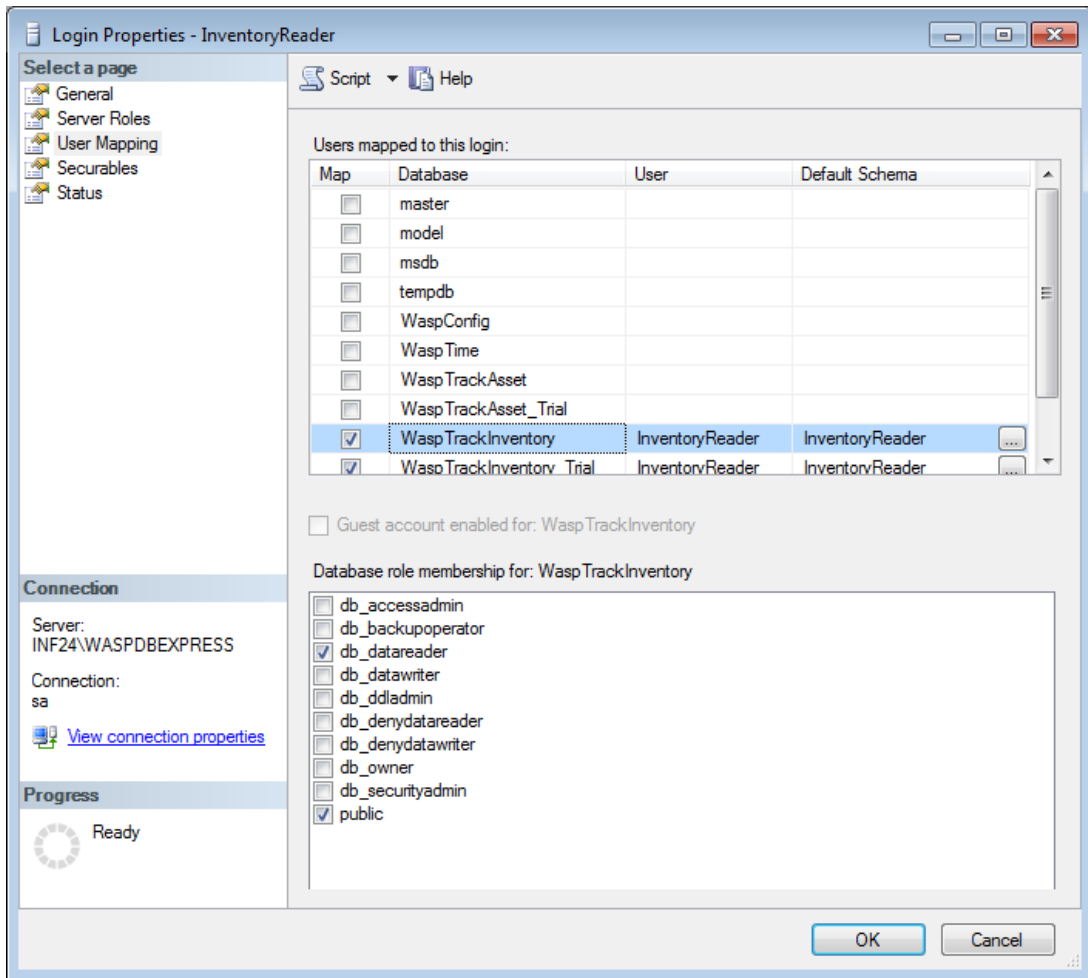 Login Properties - InventoryReader
Select a page
General
Server Roles
User Mapping
Securables
Status
Script Help
Users mapped to this login:
Map Database User Default Schema
master
model
msdb
tempdb
WaspConfig
WaspTime
WaspTrackAsset
WaspTrackAsset_Trial
WaspTrackInventory InventoryReader InventoryReader ...
WaspTrackInventory_Trial InventoryReader InventoryReader ...
Guest account enabled for: WaspTrackInventory
Database role membership for: WaspTrackInventory
db_accessadmin
db_backupoperator
db_datareader
db_datawriter
db_ddladmin
db_denydatareader
db_denydatawriter
db_owner
db_securityadmin
public
Connection
Server:
INF24\WASPDBEXPRESS
Connection:
sa
View connection properties
Progress
Ready
OK Cancel